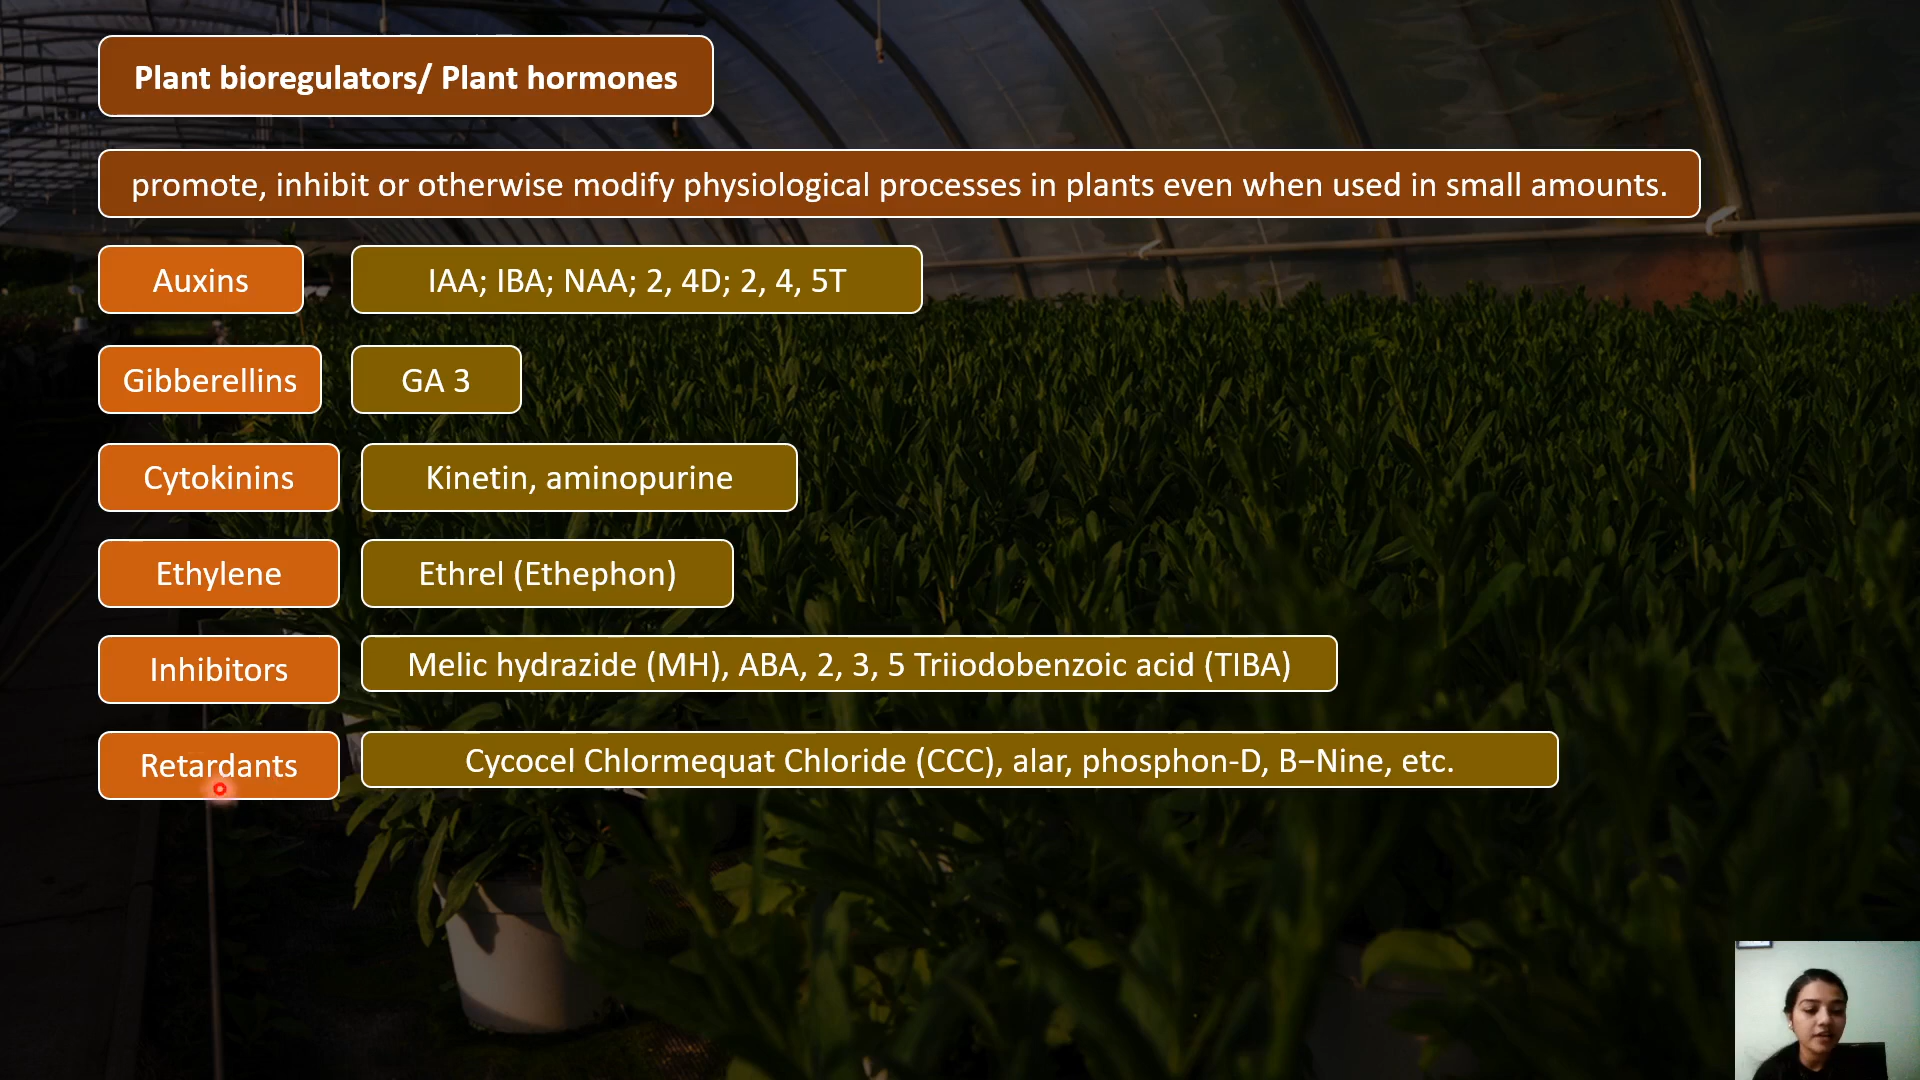 Plant bioregulators/ Plant hormones
promote, inhibit or otherwise modify physiological processes in plants even when used in small amounts.
Auxins
IAA; IBA; NAA; 2, 4D; 2, 4, 5T
Gibberellins
GA 3
Cytokinins
Kinetin, aminopurine
Ethylene
Ethrel (Ethephon)
Inhibitors
Melic hydrazide (MH), ABA, 2, 3, 5 Triiodobenzoic acid (TIBA)
Retardants
Cycocel Chlormequat Chloride (CCC), alar, phosphon-D, B−Nine, etc.